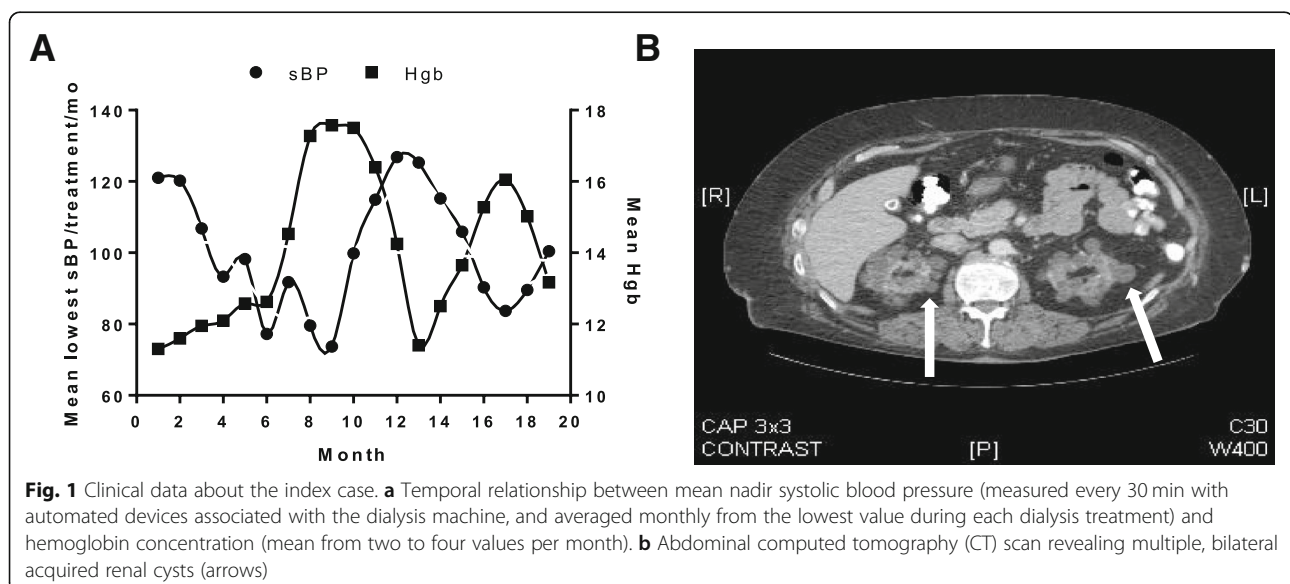 A
B
sBP Hgb
Mean lowest sBP/treatment/mo
140
120
100
80
60
18
16
14
12
10
Mean Hgb
0 2 4 6 8 10 12 14 16 18 20
Month
[R]
[L]
CAP 3x3
CONTRAST
[P]
C30
W400
Fig. 1 Clinical data about the index case. a Temporal relationship between mean nadir systolic blood pressure (measured every 30 min with
automated devices associated with the dialysis machine, and averaged monthly from the lowest value during each dialysis treatment) and
hemoglobin concentration (mean from two to four values per month). b Abdominal computed tomography (CT) scan revealing multiple, bilateral
acquired renal cysts (arrows)